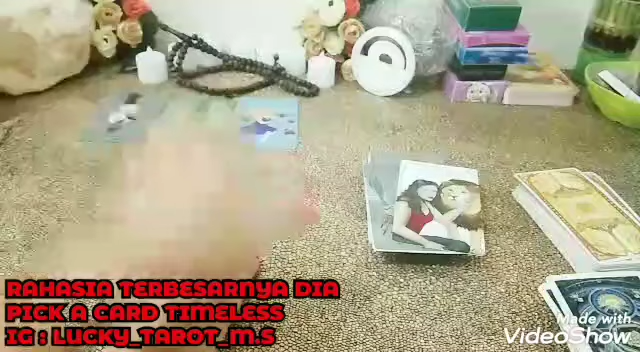 RAHASIA TERBESARNYA DIA
PICK A CARD TIMELESS
IG : LUCKY_TAROT_M.S
Made with
VideoShow